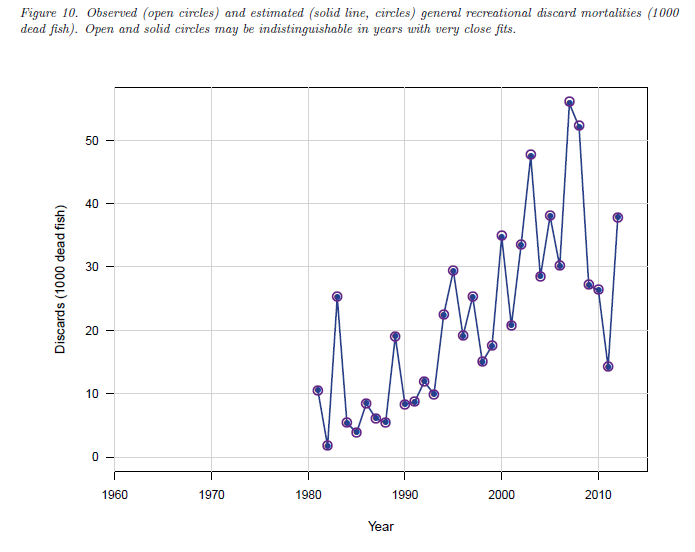 Figure 10. Observed (open circles) and estimated (solid line, circles) general recreational discard mortalities (1000
dead fish). Open and solid circles may be indistinguishable in years with very close fits.
50
40
30
20
10
0
Discards (1000 dead fish)
1960 1970 1980 1990 2000 2010
Year